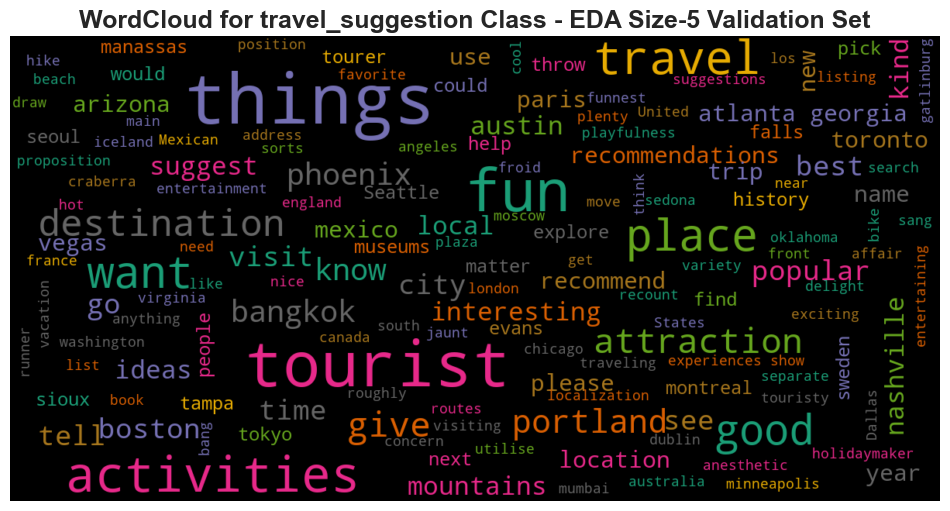 WordCloud for travel_suggestion Class - EDA Size-5 Validation Set
manassas
position
tourer
use
cool
throw
travel
suggestions
new
los
pick
listing
kind
gatlinburg
hike
beach
would
favorite
could
draw
arizona
things
paris
funnest
plenty
United
atlanta
georgia
main
seoul
iceland
Mexican
address
sorts
angeles
help
austin
playfulness
falls
toronto
proposition
suggest
craberra
entertainment
phoenix
Seattle
froid
fun
recommendations
trip
best
near
search
hot
england
moscow
move
think
sedona
history
name
destination
mexico
local
explore
place
oklahoma
bike
sang
vegas
need
museums
plaza
front
affair
france
want
like
visit
know
matter
get
variety
popular
delight
entertaining
nice
city
london
recommend
recount
find
exciting
vacation
go
virginia
anything
bangkok
south
jaunt
interesting
evans
States
nashville
washington
people
canada
chicago
attraction
runner
list
ideas
tourist
traveling
experiences
show
sweden
roughly
please
localization
montreal
separate
touristy
sioux
book
tampa
time
routes
visiting
Dallas
tell
boston
bang
tokyo
give
concern
utilise
portland
see
dublin
good
holidaymaker
activities
next
location
anesthetic
year
mountains
mumbai
australia
minneapolis